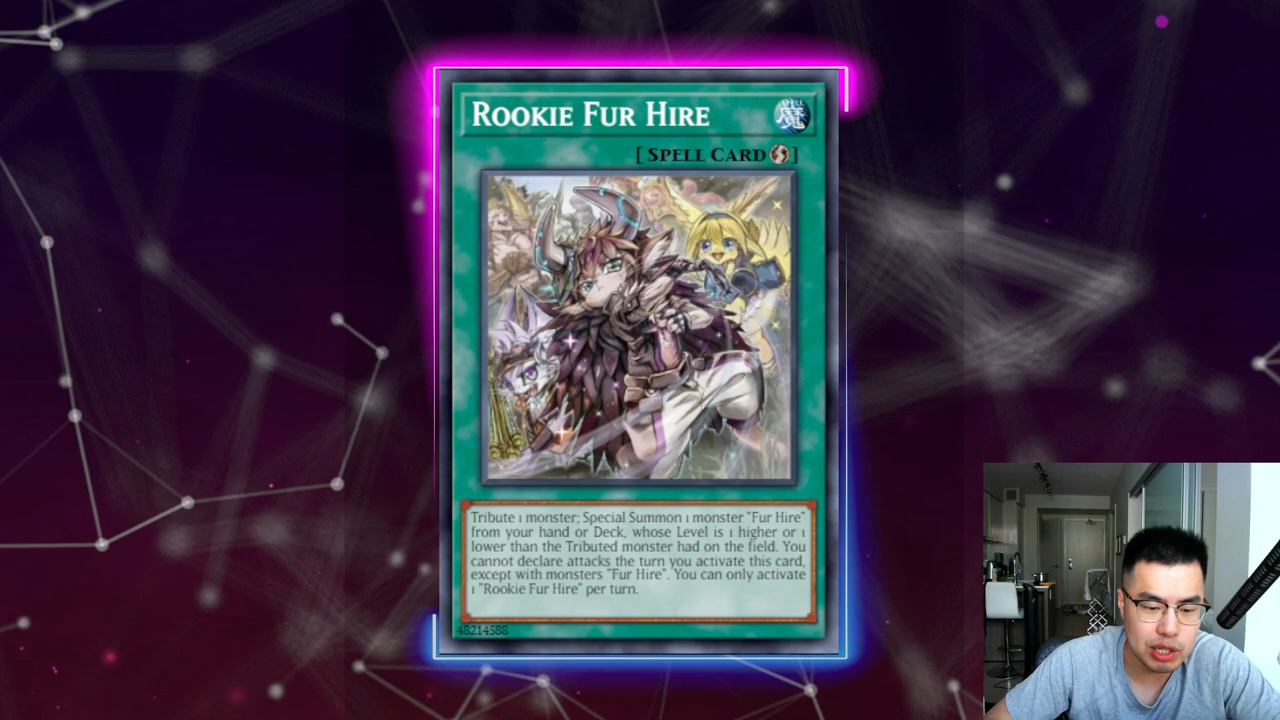 Rookie Fur Hire
魔
[ Spell Card ]
Tribute 1 monster; Special Summon 1 monster "Fur Hire"
from your hand or Deck, whose Level is 1 higher or 1
lower than the Tributed monster had on the field. You
cannot declare attacks the turn you activate this card,
except with monsters "Fur Hire". You can only activate
1 "Rookie Fur Hire" per turn.
48214588